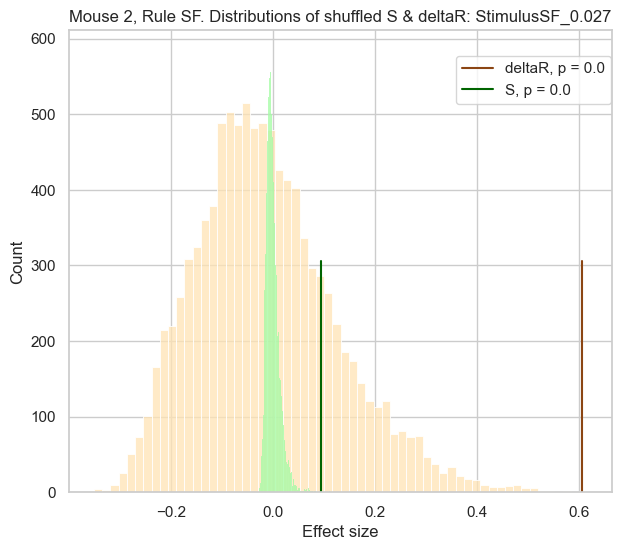 Mouse 2, Rule SF. Distributions of shuffled S & deltaR: StimulusSF_0.027
600
500
400
300
200
100
0
Count
deltaR, p = 0.0
S, p = 0.0
−0.2
0.0
0.2
0.4
0.6
Effect size